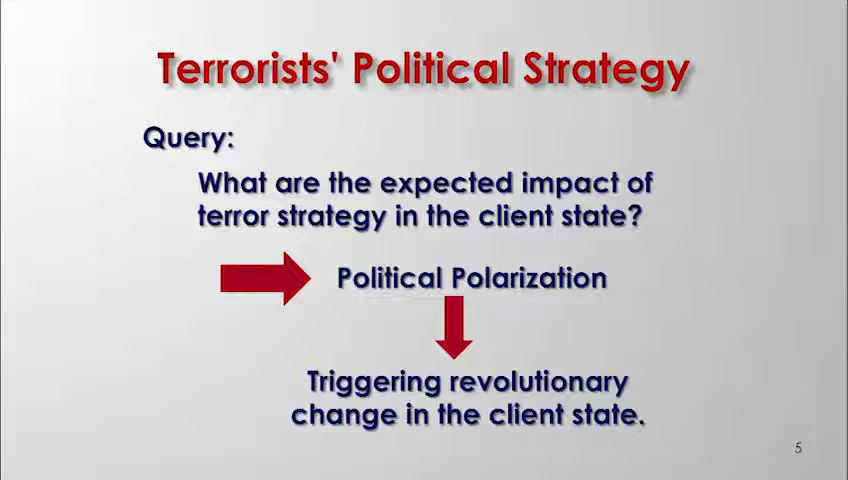 Terrorists' Political Strategy
Query:
What are the expected impact of
terror strategy in the client state?
Political Polarization
Triggering revolutionary
change in the client state.
5